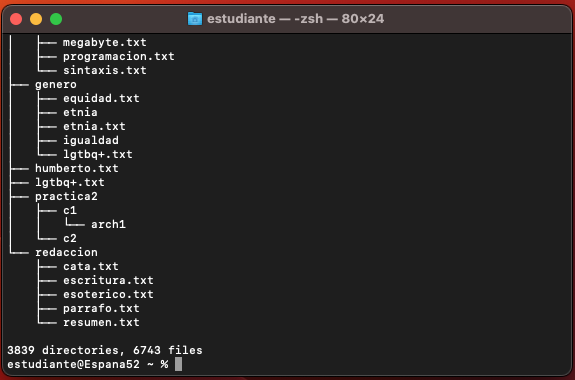 estudiante — -zsh — 80×24
│   ├── megabyte.txt
│   ├── programacion.txt
│   └── sintaxis.txt
├── genero
│   ├── equidad.txt
│   ├── etnia
│   ├── etnia.txt
│   ├── igualdad
│   └── lgtbq+.txt
├── humberto.txt
├── lgtbq+.txt
├── practica2
│   ├── c1
│   │   └── arch1
│   └── c2
└── redaccion
    ├── cata.txt
    ├── escritura.txt
    ├── esoterico.txt
    ├── parrafo.txt
    └── resumen.txt
3839 directories, 6743 files
estudiante@Espana52 ~ %